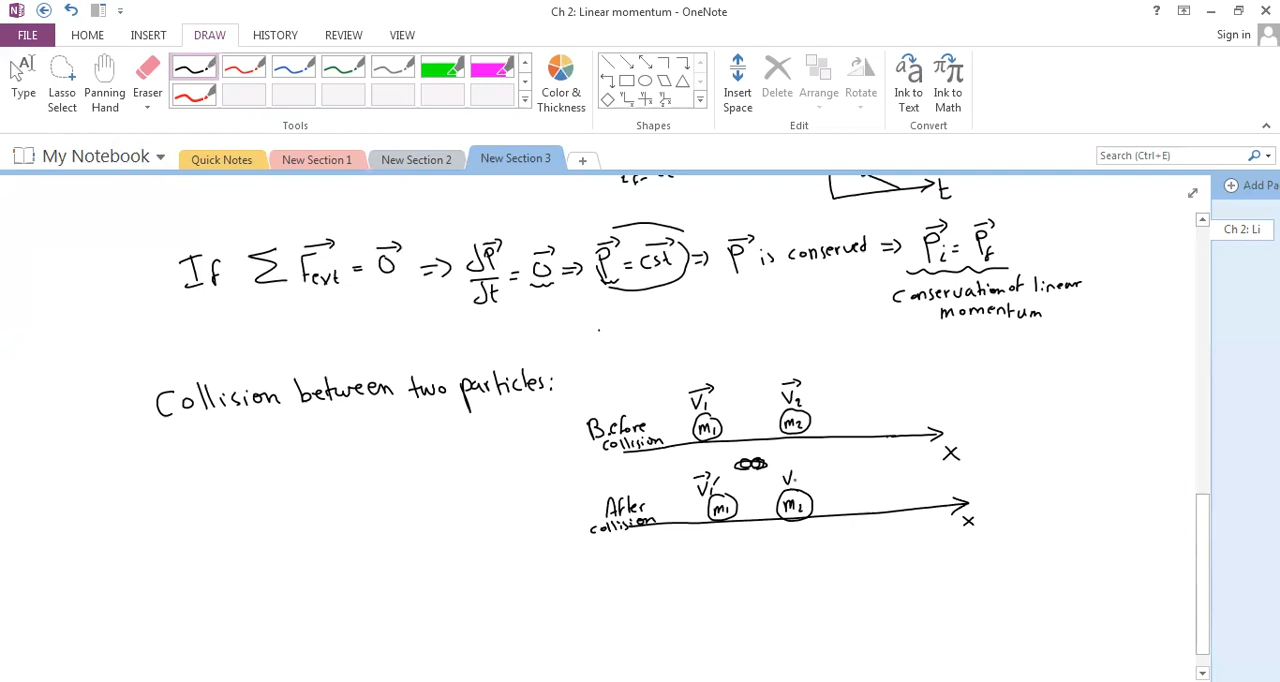 Ch 2: Linear momentum - OneNote
FILE HOME INSERT DRAW HISTORY REVIEW VIEW Sign in
Type Lasso Select Panning Hand Eraser Color & Thickness Insert Space Delete Arrange Rotate Ink to Text Ink to Math
Tools Shapes Edit Convert
My Notebook Quick Notes New Section 1 New Section 2 New Section 3 Search (Ctrl+E)
Add Pa
Ch 2: Li
t
If ∑ F⃗ext = 0⃗ => dP⃗/dt = 0⃗ => P⃗ = cst⃗ => P⃗ is conserved => P⃗i = P⃗f
conservation of linear
momentum
Collision between two particles:
V⃗1 V⃗2
Before collision m1 m2
x
V⃗1' V
After collision m1 m2
x